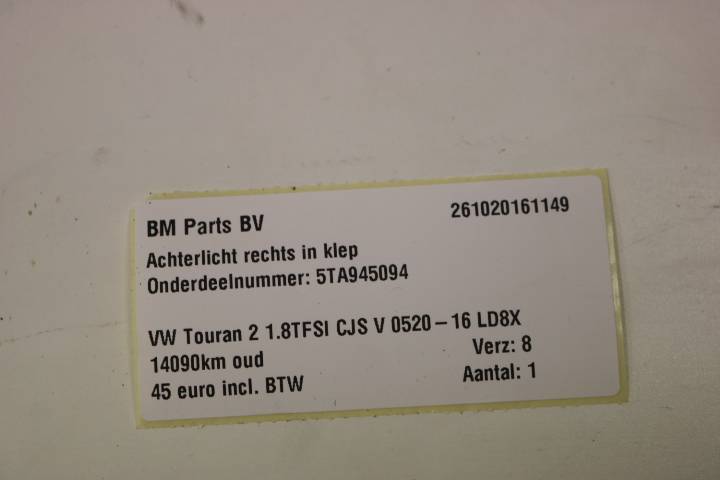 BM Parts BV 261020161149
Achterlicht rechts in klep
Onderdeelnummer: 5TA945094
VW Touran 2 1.8TFSI CJS V 0520-16 LD8X
14090km oud Verz: 8
45 euro incl. BTW Aantal: 1